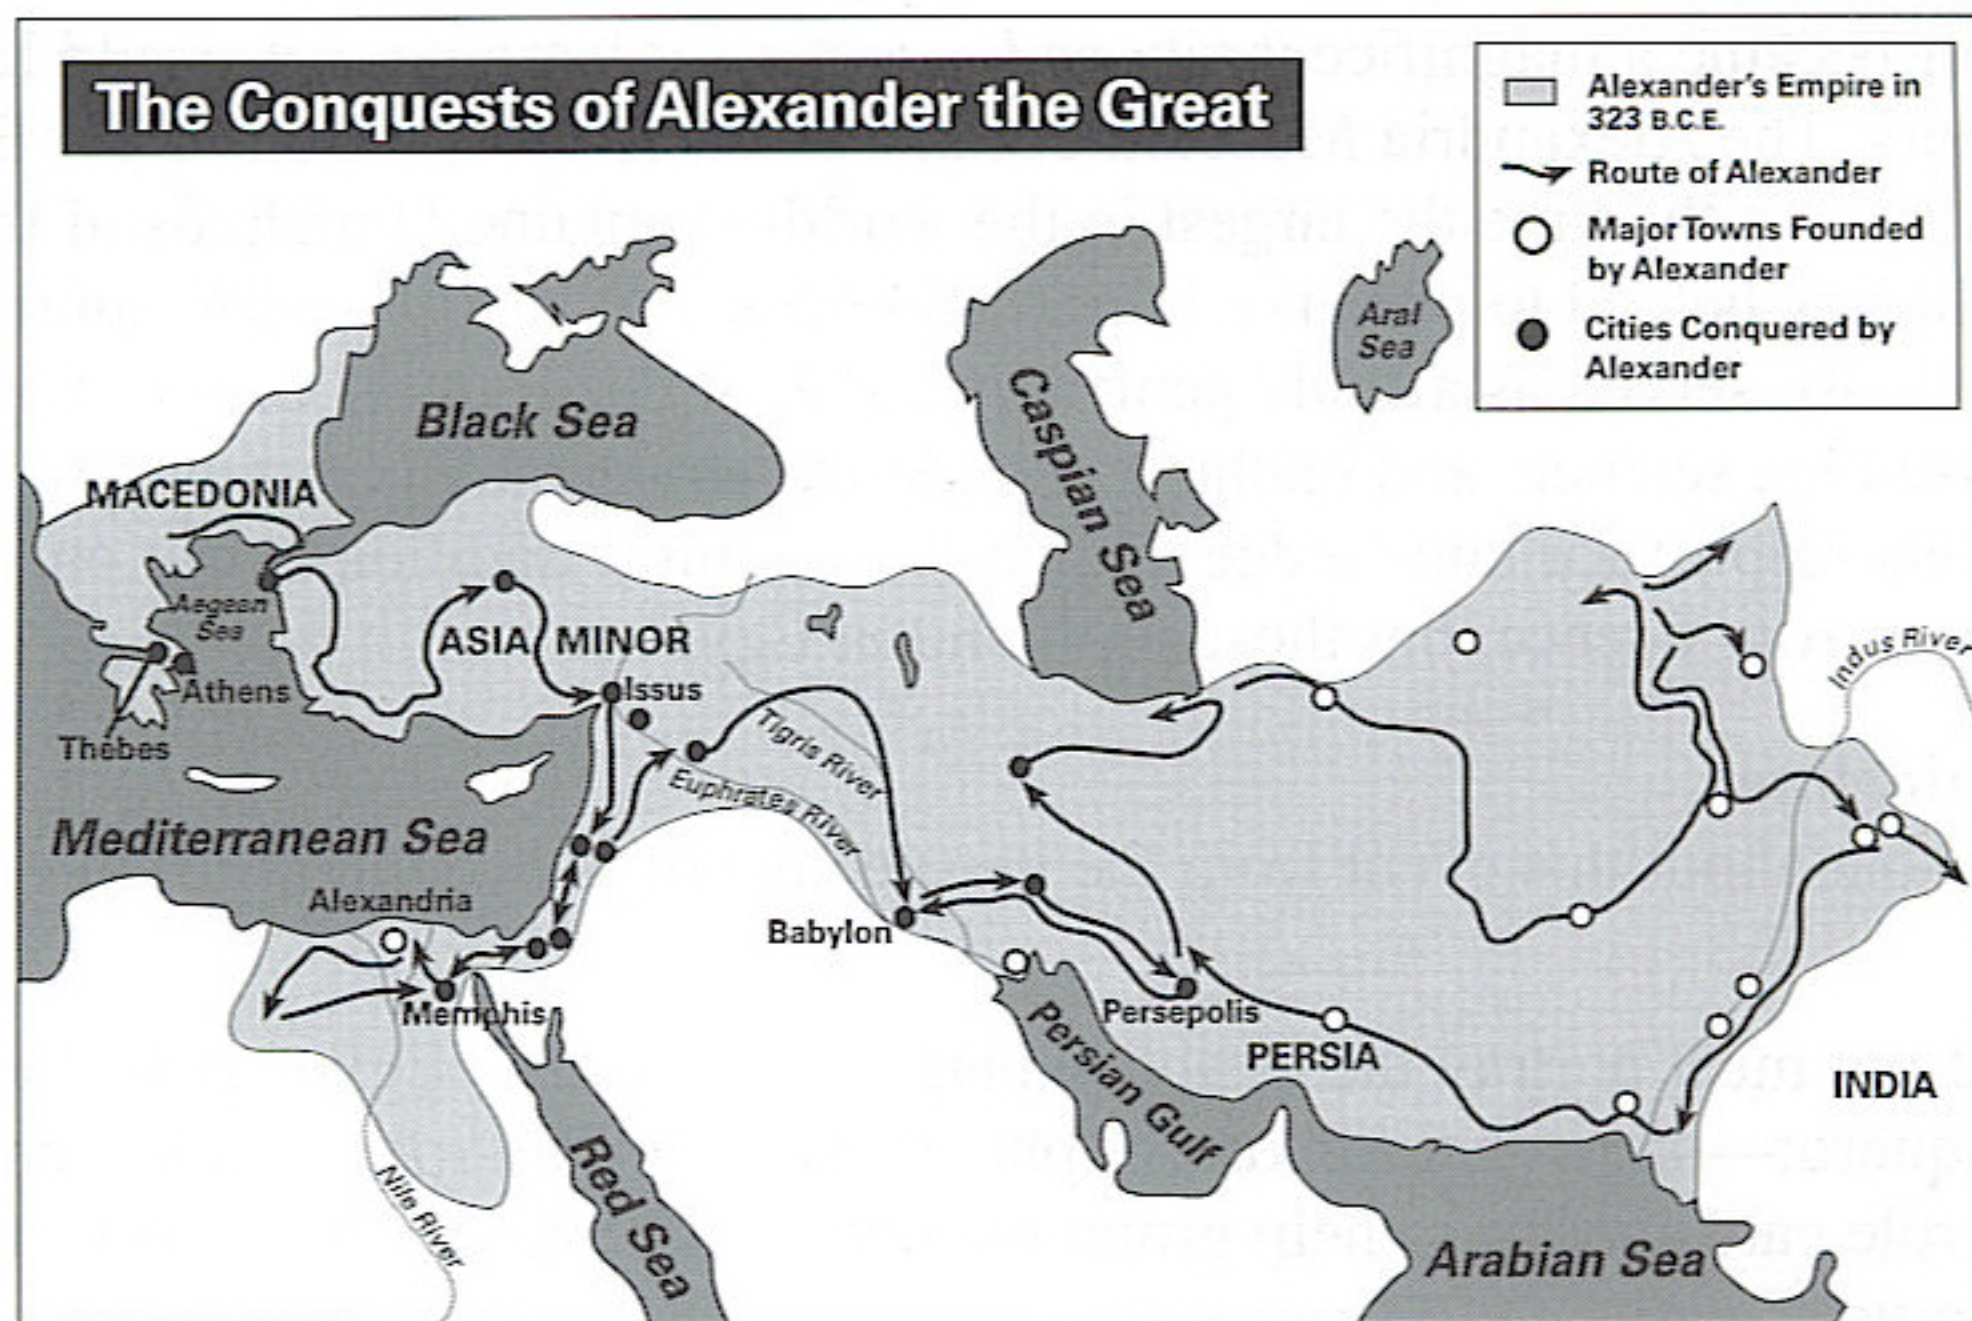 The Conquests of Alexander the Great
Alexander's Empire in
323 B.C.E.
Route of Alexander
Major Towns Founded
by Alexander
Cities Conquered by
Alexander
Aral
Sea
Black Sea
Caspian Sea
MACEDONIA
Aegean
Sea
ASIA MINOR
Indus River
Athens
Issus
Thebes
Tigris River
Euphrates River
Mediterranean Sea
Alexandria
Babylon
Memphis
Persepolis
Persian Gulf
PERSIA
INDIA
Nile River
Red Sea
Arabian Sea